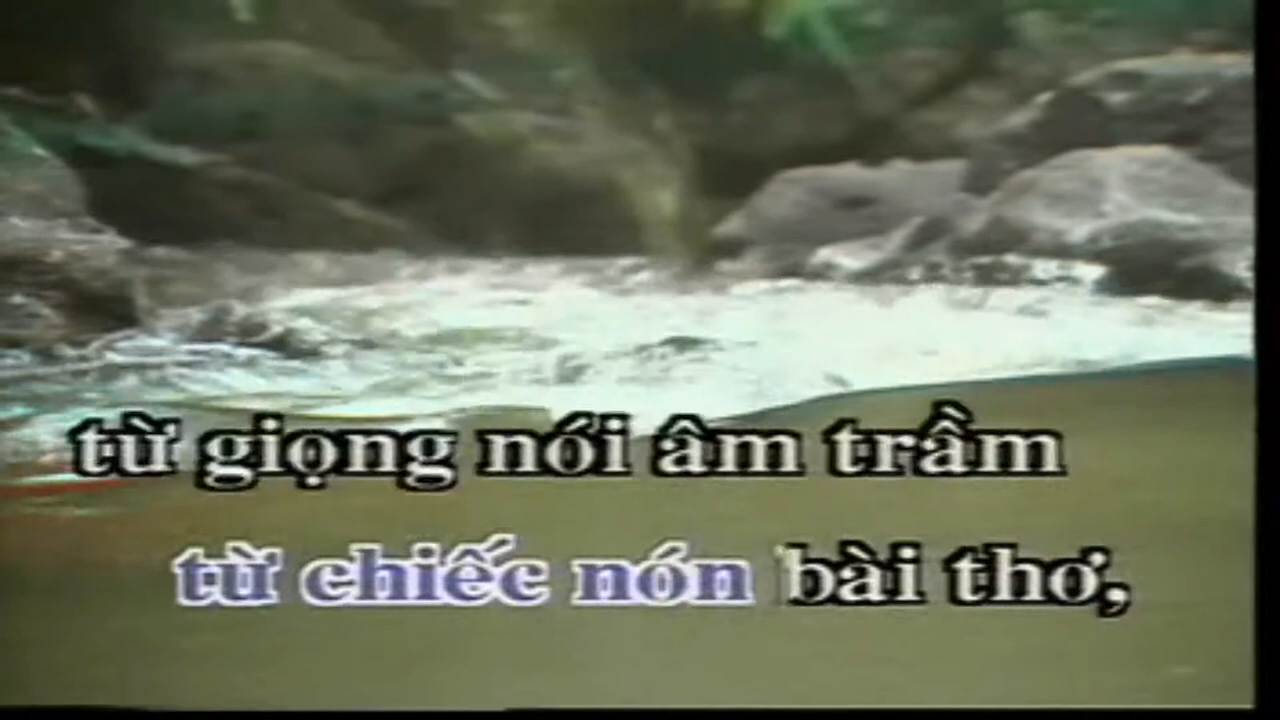 từ giọng nói âm trầm
từ chiếc nón bài thơ,